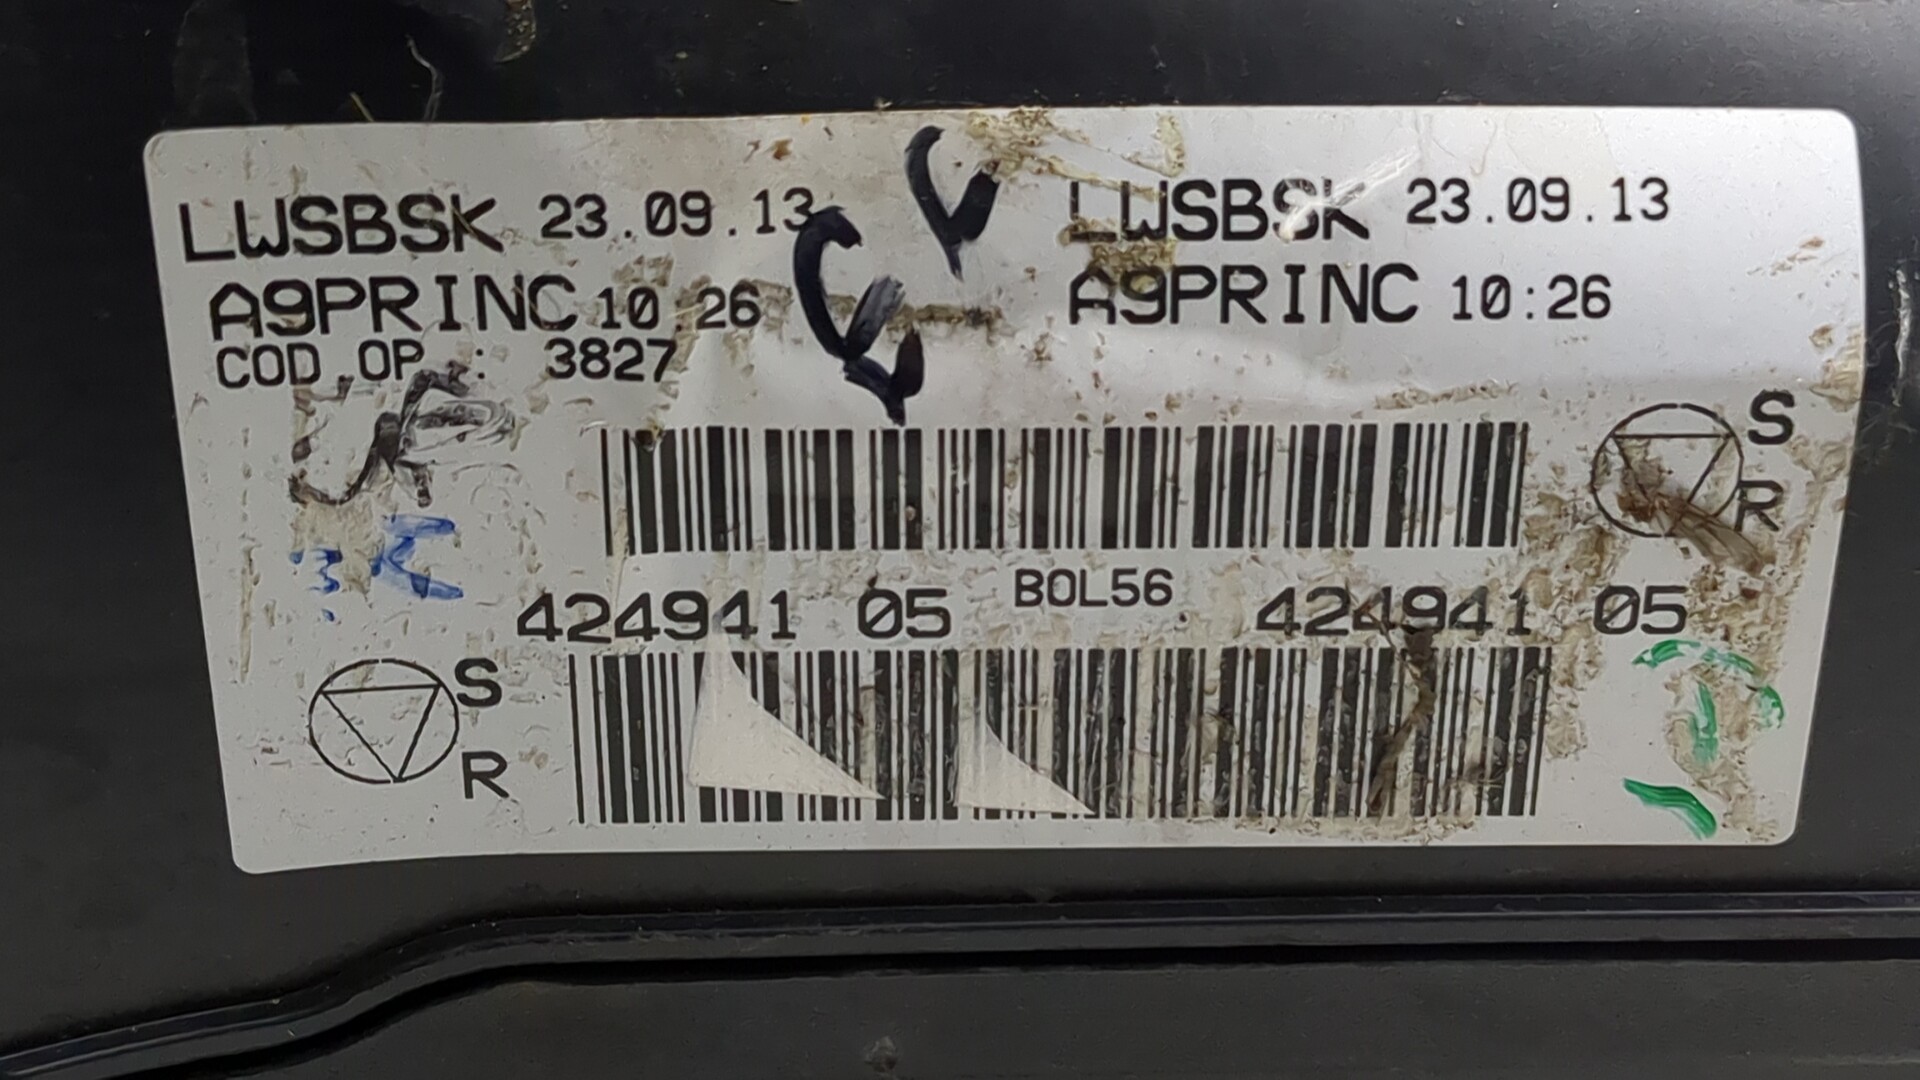 LWSBSK 23.09.13 LWSBSK 23.09.13
A9PRINC 10:26 A9PRINC 10:26
COD.OP.: 3827
S
R
424941 05 BOL56 424941 05
S
R